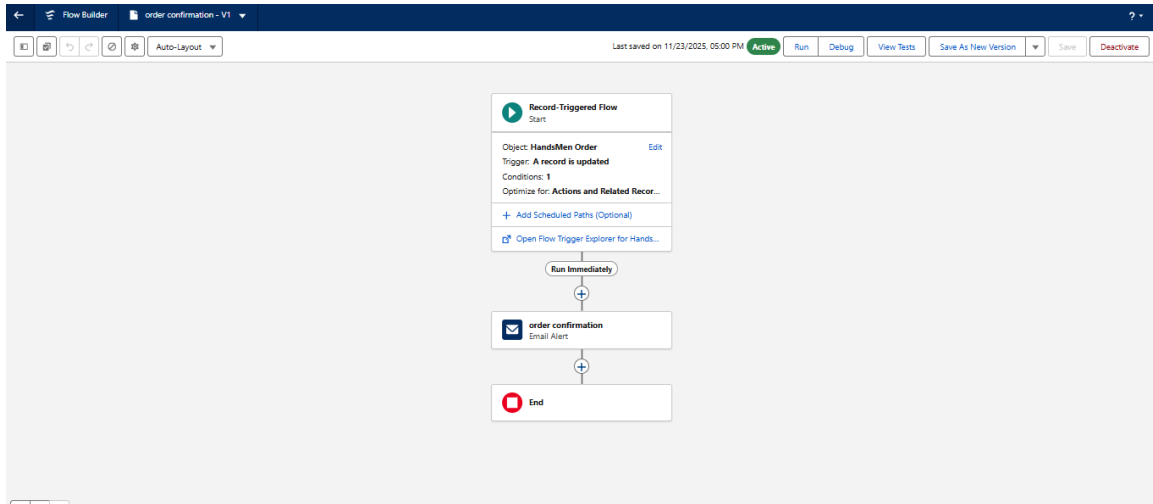 Flow Builder order confirmation - V1 ?
Auto-Layout Last saved on 11/23/2025, 05:00 PM Active Run Debug View Tests Save As New Version Save Deactivate
Record-Triggered Flow
Start
Object: HandsMen Order Edit
Trigger: A record is updated
Conditions: 1
Optimize for: Actions and Related Recor...
+ Add Scheduled Paths (Optional)
Open Flow Trigger Explorer for Hands...
Run Immediately
order confirmation
Email Alert
End